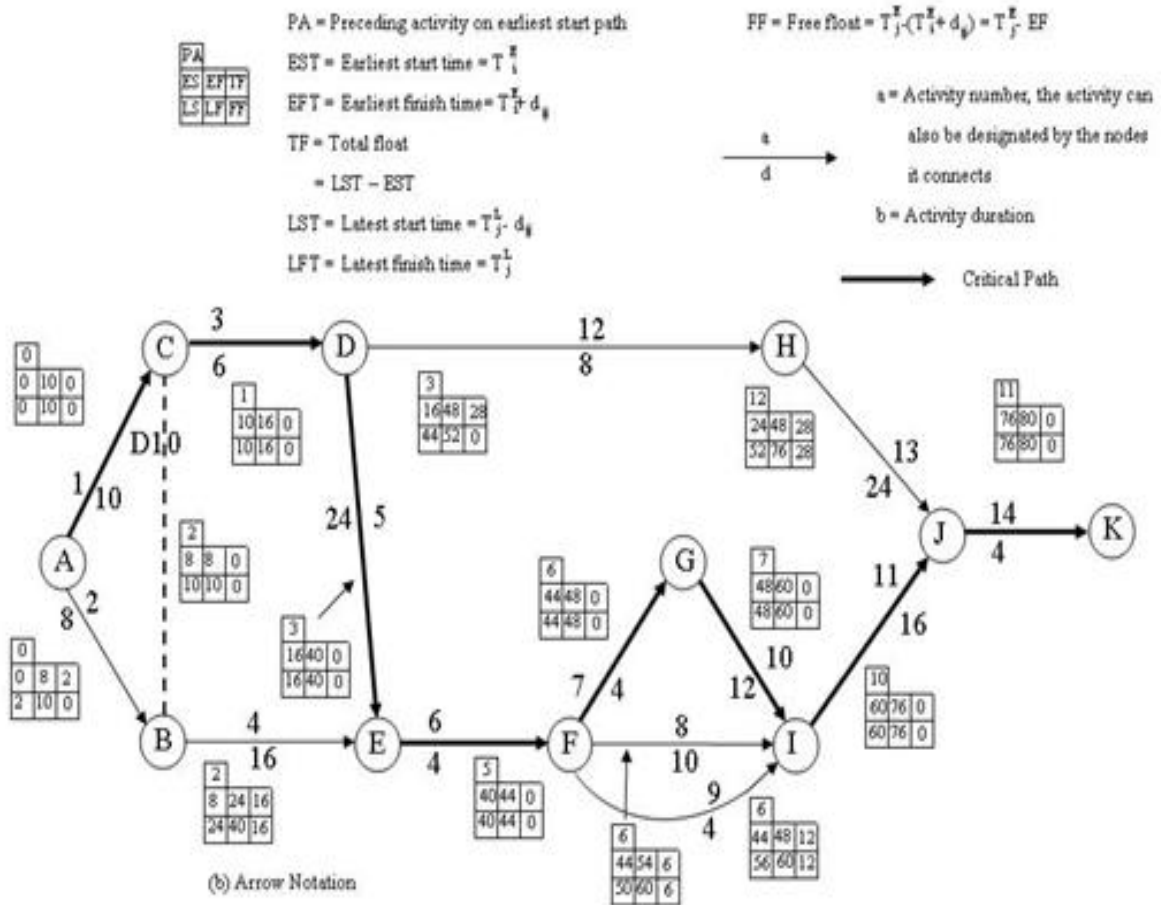 PA = Preceding activity on earliest start path
EST = Earliest start time = T_i^E
EFT = Earliest finish time= T_i^E+ d_ij
TF = Total float
= LST – EST
LST = Latest start time = T_j^L- d_ij
LFT = Latest finish time = T_j^L
PA
ES EF TF
LS LF FF
FF = Free float = T_j^E-(T_i^E+ d_ij) = T_j^E- EF
a
d
a = Activity number, the activity can
also be designated by the nodes
it connects
b = Activity duration
Critical Path
0
0 10 0
0 10 0
C
3
6
D
12
8
H
1
10 16 0
10 16 0
3
16 48 28
44 52 0
12
24 48 28
52 76 28
11
76 80 0
76 80 0
D1 0
1
10
13
24
A
2
8
2
8 8 0
10 10 0
24
5
J
14
4
K
0
0 8 2
2 10 0
3
16 40 0
16 40 0
6
44 48 0
44 48 0
G
7
48 60 0
48 60 0
11
16
7
4
10
12
10
60 76 0
60 76 0
B
4
16
E
6
4
F
8
10
I
9
4
2
8 24 16
24 40 16
5
40 44 0
40 44 0
6
44 54 6
50 60 6
6
44 48 12
56 60 12
(b) Arrow Notation